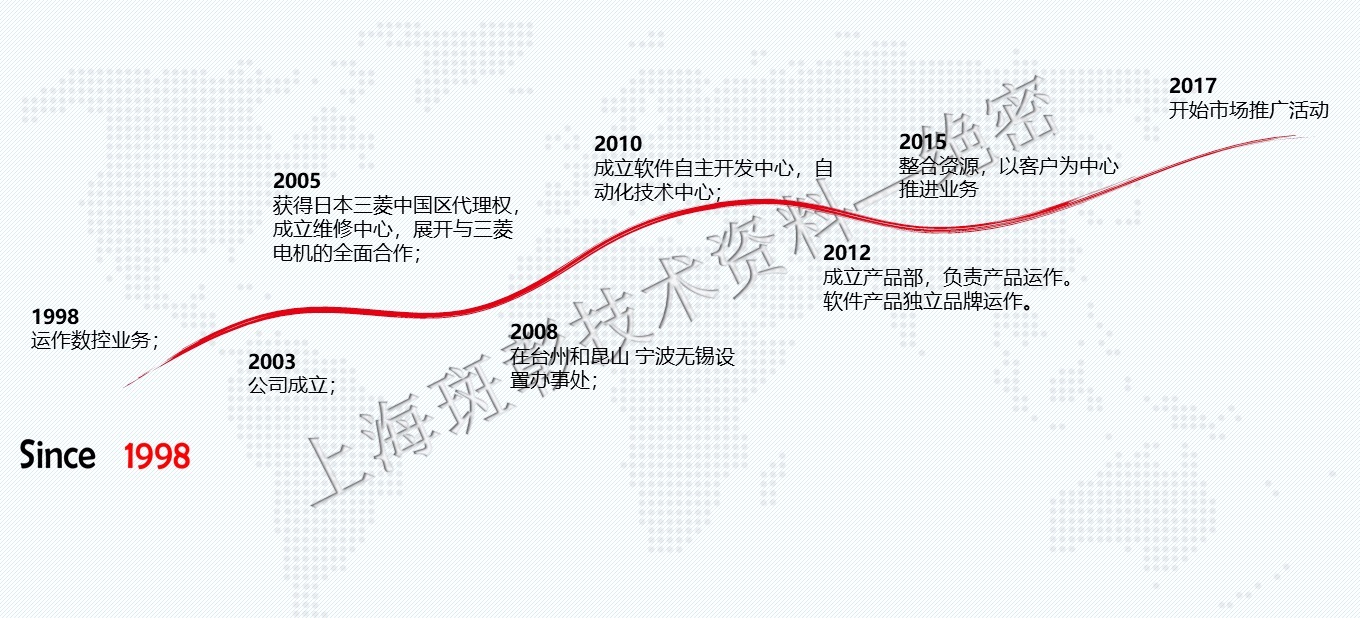 1998
运作数控业务；
2003
公司成立；
2005
获得日本三菱中国区代理权，
成立维修中心，展开与三菱
电机的全面合作；
2008
在台州和昆山 宁波无锡设
置办事处；
2010
成立软件自主开发中心，自
动化技术中心；
2012
成立产品部，负责产品运作。
软件产品独立品牌运作。
2015
整合资源，以客户为中心
推进业务
2017
开始市场推广活动
Since 1998
上海斑彰技术资料—绝密